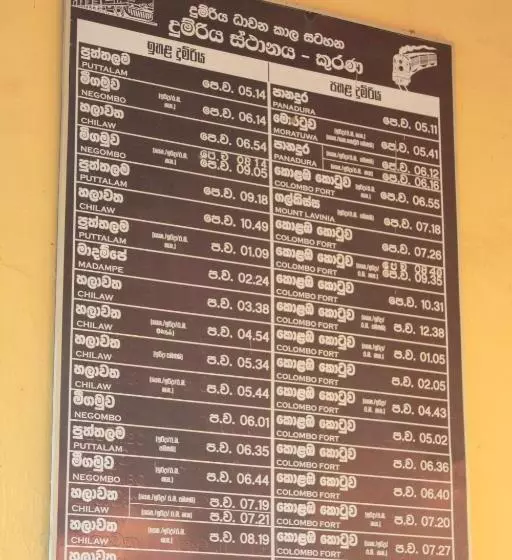 දුම්රිය ධාවන කාල සටහන
දුම්රිය ස්ථානය - කුරණ
ඉහළ දුම්රිය
පුත්තලම
PUTTALAM
පෙ.ව. 05.14
මීගමුව
NEGOMBO
පෙ.ව. 06.14
හලාවත
CHILAW
පෙ.ව. 06.54
මීගමුව
NEGOMBO
පෙ.ව. 08.14
පෙ.ව. 09.05
පුත්තලම
PUTTALAM
පෙ.ව. 09.18
හලාවත
CHILAW
පෙ.ව. 10.49
පුත්තලම
PUTTALAM
ප.ව. 01.09
මාදම්පේ
MADAMPE
ප.ව. 02.24
හලාවත
CHILAW
ප.ව. 03.38
හලාවත
CHILAW
ප.ව. 04.54
හලාවත
CHILAW
ප.ව. 05.34
හලාවත
CHILAW
ප.ව. 05.44
මීගමුව
NEGOMBO
ප.ව. 06.01
පුත්තලම
PUTTALAM
ප.ව. 06.35
මීගමුව
NEGOMBO
ප.ව. 06.44
හලාවත
CHILAW
ප.ව. 07.19
ප.ව. 07.21
හලාවත
CHILAW
ප.ව. 08.19
හලාවත
පහළ දුම්රිය
පානදුර
PANADURA
පෙ.ව. 05.11
මොරටුව
MORATUWA
පෙ.ව. 05.41
පානදුර
PANADURA
පෙ.ව. 06.12
පෙ.ව. 06.16
කොළඹ කොටුව
COLOMBO FORT
පෙ.ව. 06.55
ගල්කිස්ස
MOUNT LAVINIA
පෙ.ව. 07.18
කොළඹ කොටුව
COLOMBO FORT
පෙ.ව. 07.26
කොළඹ කොටුව
COLOMBO FORT
පෙ.ව. 09.35
කොළඹ කොටුව
COLOMBO FORT
පෙ.ව. 10.31
කොළඹ කොටුව
COLOMBO FORT
ප.ව. 12.38
කොළඹ කොටුව
COLOMBO FORT
ප.ව. 01.05
කොළඹ කොටුව
COLOMBO FORT
ප.ව. 02.05
කොළඹ කොටුව
COLOMBO FORT
ප.ව. 04.43
කොළඹ කොටුව
COLOMBO FORT
ප.ව. 05.02
කොළඹ කොටුව
COLOMBO FORT
ප.ව. 06.36
කොළඹ කොටුව
COLOMBO FORT
ප.ව. 06.40
කොළඹ කොටුව
COLOMBO FORT
ප.ව. 07.20
කොළඹ කොටුව
COLOMBO FORT
ප.ව. 07.27